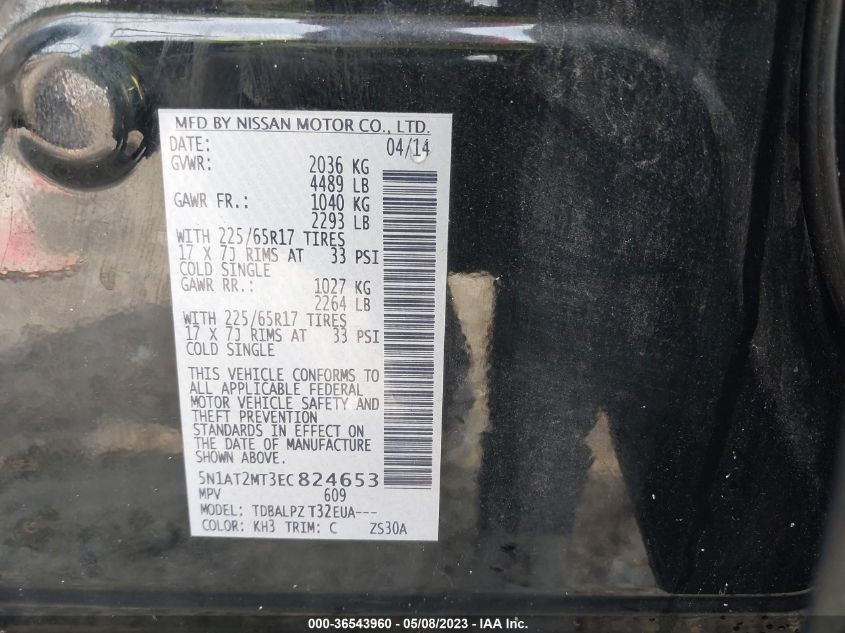 MFD BY NISSAN MOTOR CO., LTD.
DATE: 04/14
GVWR: 2036 KG
4489 LB
GAWR FR.: 1040 KG
2293 LB
WITH 225/65R17 TIRES
17 X 7J RIMS AT 33 PSI
COLD SINGLE
GAWR RR.: 1027 KG
2264 LB
WITH 225/65R17 TIRES
17 X 7J RIMS AT 33 PSI
COLD SINGLE
THIS VEHICLE CONFORMS TO
ALL APPLICABLE FEDERAL
MOTOR VEHICLE SAFETY AND
THEFT PREVENTION
STANDARDS IN EFFECT ON
THE DATE OF MANUFACTURE
SHOWN ABOVE.
5N1AT2MT3EC824653
MPV 609
MODEL: TDBALPZ T32EUA---
COLOR: KH3 TRIM: C ZS30A
000-36543960 - 05/08/2023 - IAA Inc.